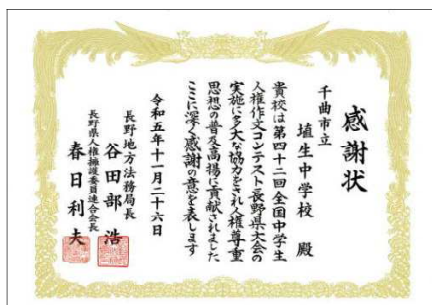 感謝状
千曲市立
埴生中学校 殿
貴校は第四十二回全国中学生
人権作文コンテスト長野県大会の
実施に多大な協力をされ人権尊重
思想の普及高揚に貢献されました
ここに深く感謝の意を表します
令和五年十一月二十六日
長野地方法務局長
谷田部 浩
長野県人権擁護委員連合会長
春日利夫